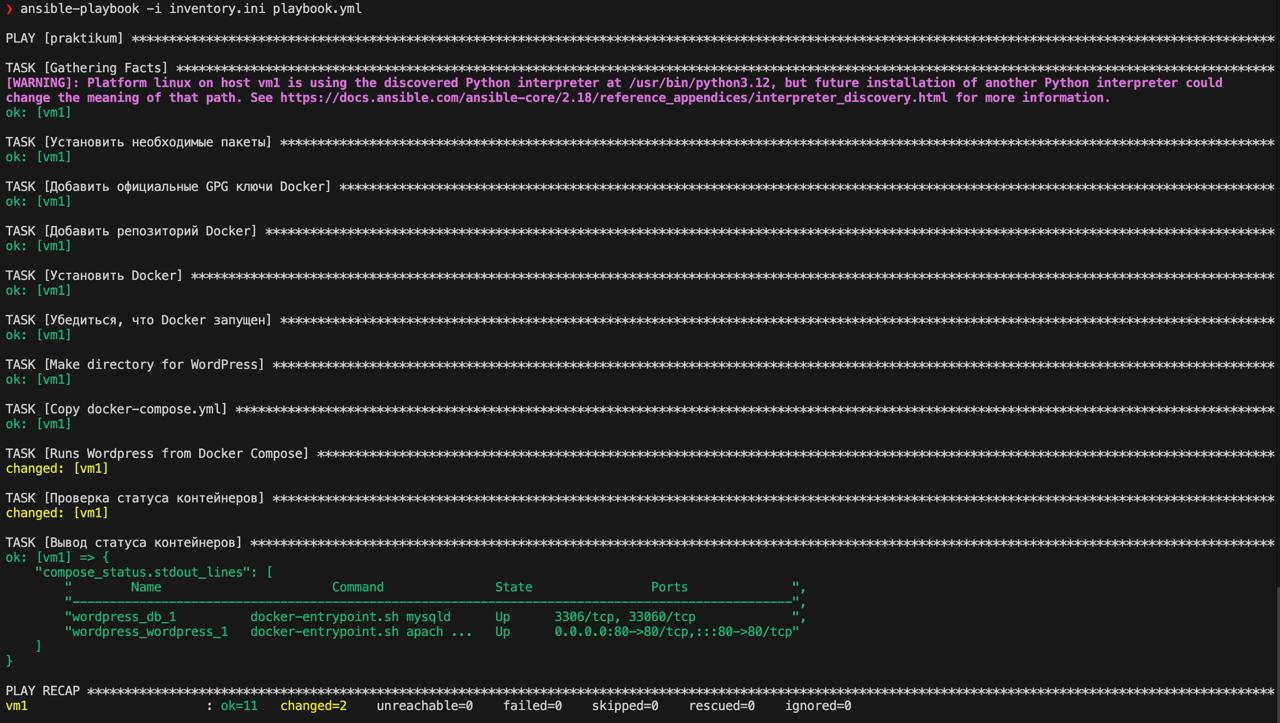 ❯ ansible-playbook -i inventory.ini playbook.yml
PLAY [praktikum] ********************************************************************************************************************************************************
TASK [Gathering Facts] **************************************************************************************************************************************************
[WARNING]: Platform linux on host vm1 is using the discovered Python interpreter at /usr/bin/python3.12, but future installation of another Python interpreter could
change the meaning of that path. See https://docs.ansible.com/ansible-core/2.18/reference_appendices/interpreter_discovery.html for more information.
ok: [vm1]
TASK [Установить необходимые пакеты] ************************************************************************************************************************************
ok: [vm1]
TASK [Добавить официальные GPG ключи Docker] ****************************************************************************************************************************
ok: [vm1]
TASK [Добавить репозиторий Docker] **************************************************************************************************************************************
ok: [vm1]
TASK [Установить Docker] ************************************************************************************************************************************************
ok: [vm1]
TASK [Убедиться, что Docker запущен] ************************************************************************************************************************************
ok: [vm1]
TASK [Make directory for WordPress] *************************************************************************************************************************************
ok: [vm1]
TASK [Copy docker-compose.yml] ******************************************************************************************************************************************
ok: [vm1]
TASK [Runs Wordpress from Docker Compose] *******************************************************************************************************************************
changed: [vm1]
TASK [Проверка статуса контейнеров] *************************************************************************************************************************************
changed: [vm1]
TASK [Вывод статуса контейнеров] ****************************************************************************************************************************************
ok: [vm1] => {
    "compose_status.stdout_lines": [
        "        Name                       Command               State                Ports              ",
        "-------------------------------------------------------------------------------------------------",
        "wordpress_db_1          docker-entrypoint.sh mysqld      Up      3306/tcp, 33060/tcp             ",
        "wordpress_wordpress_1   docker-entrypoint.sh apach ...   Up      0.0.0.0:80->80/tcp,:::80->80/tcp"
    ]
}
PLAY RECAP **************************************************************************************************************************************************************
vm1                        : ok=11   changed=2    unreachable=0    failed=0    skipped=0    rescued=0    ignored=0